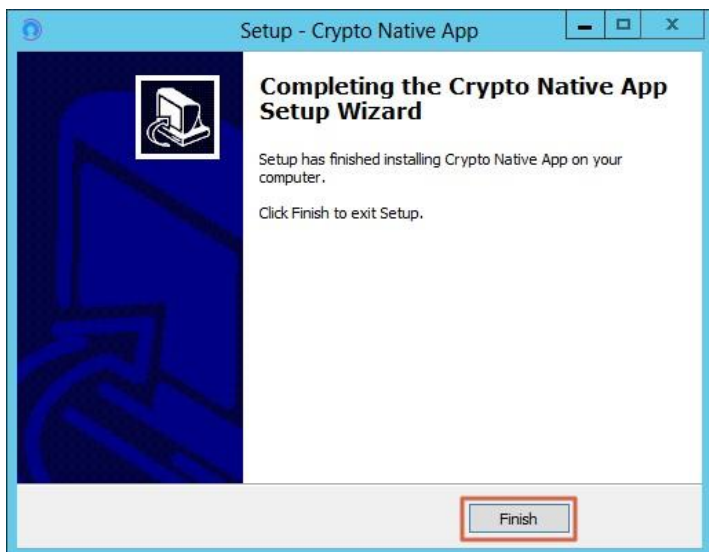 Setup - Crypto Native App
Completing the Crypto Native App
Setup Wizard
Setup has finished installing Crypto Native App on your
computer.
Click Finish to exit Setup.
Finish